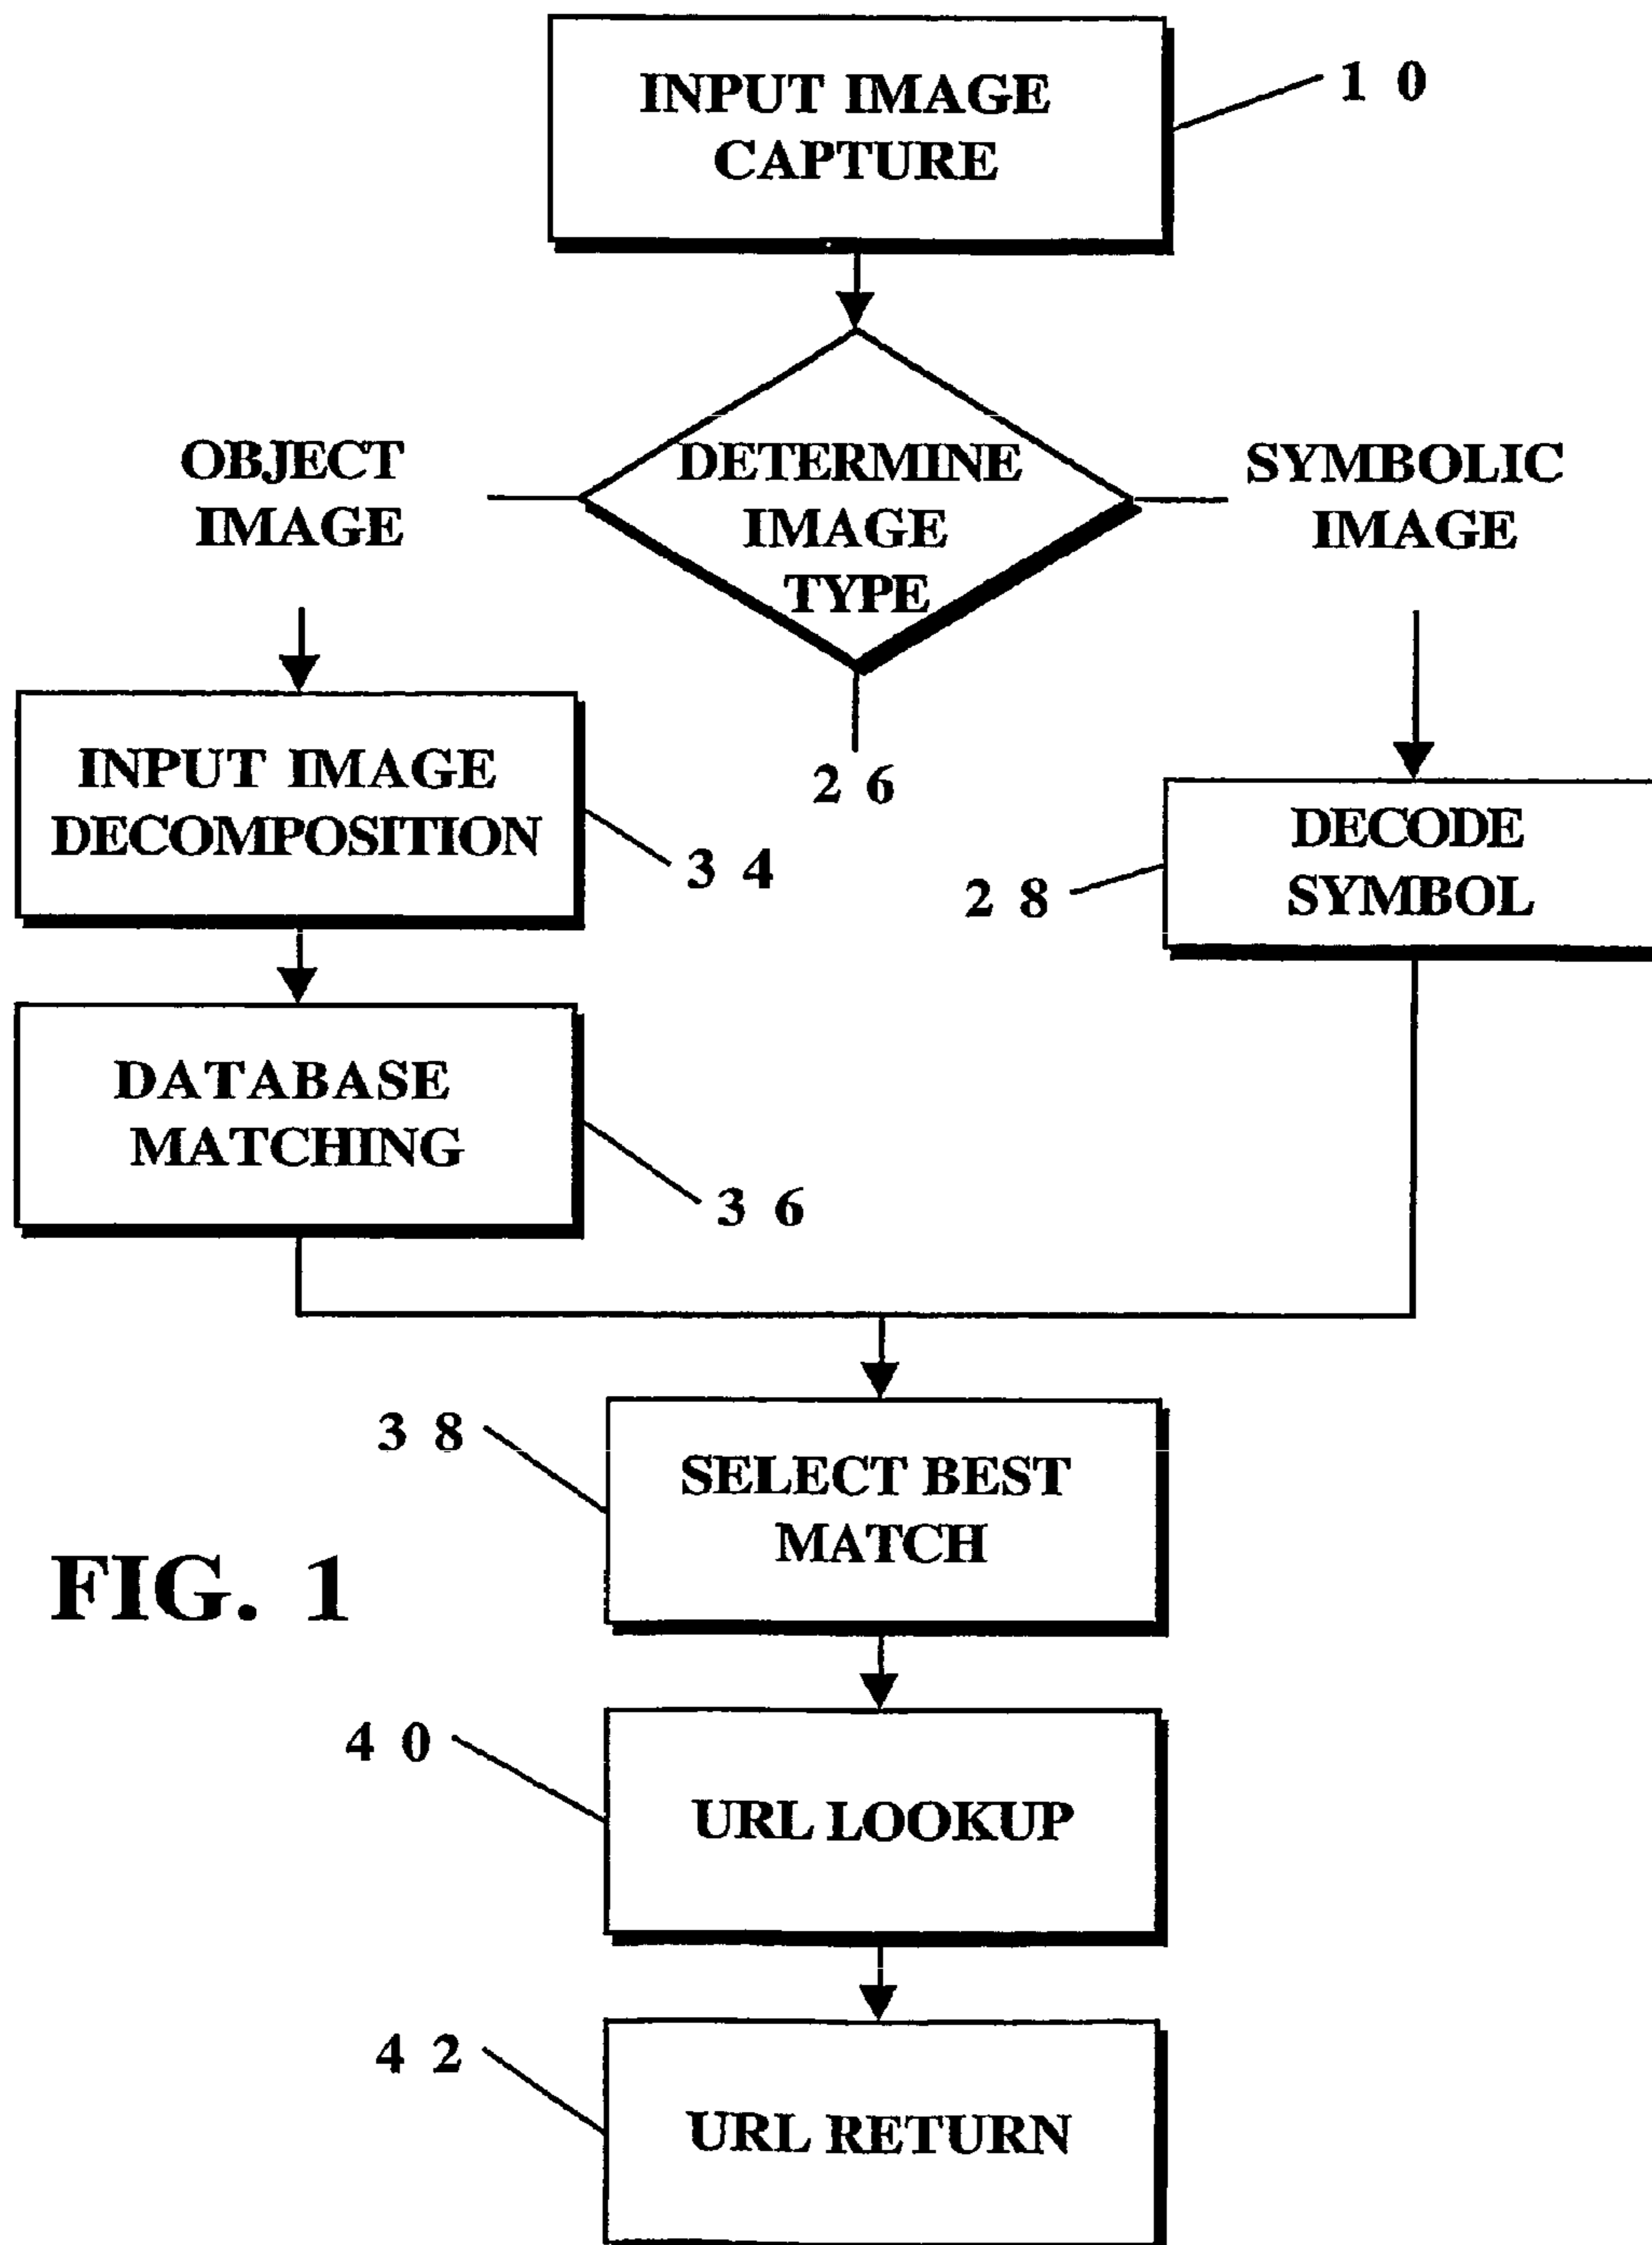 INPUT IMAGE
CAPTURE
1 0
OBJECT
IMAGE
DETERMINE
IMAGE
TYPE
SYMBOLIC
IMAGE
2 6
INPUT IMAGE
DECOMPOSITION
3 4
DECODE
SYMBOL
2 8
DATABASE
MATCHING
3 6
3 8
SELECT BEST
MATCH
FIG. 1
4 0
URL LOOKUP
4 2
URL RETURN